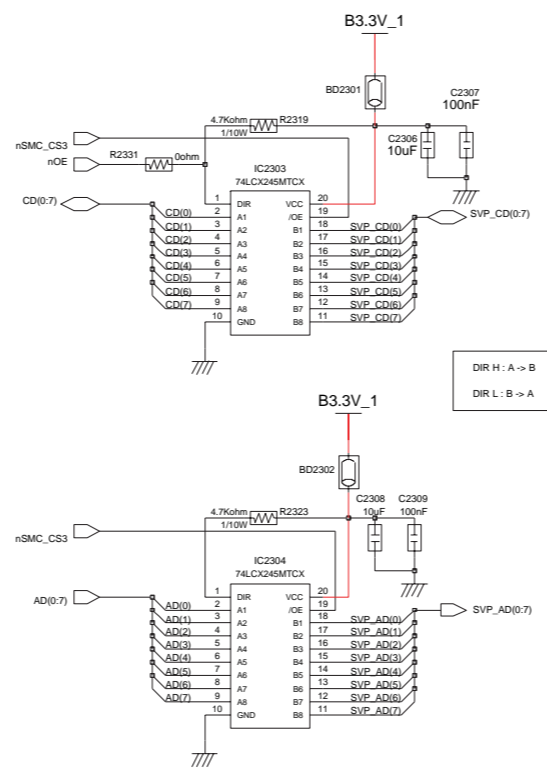 B3.3V_1
BD2301
C2307
100nF
C2306
10uF
4.7Kohm
R2319
1/10W
nSMC_CS3
nOE
R2331
0ohm
IC2303
74LCX245MTCX
CD(0:7)
SVP_CD(0:7)
1 DIR VCC 20
CD(0) 2 A1 /OE 19
CD(1) 3 A2 B1 18 SVP_CD(0)
CD(2) 4 A3 B2 17 SVP_CD(1)
CD(3) 5 A4 B3 16 SVP_CD(2)
CD(4) 6 A5 B4 15 SVP_CD(3)
CD(5) 7 A6 B5 14 SVP_CD(4)
CD(6) 8 A7 B6 13 SVP_CD(5)
CD(7) 9 A8 B7 12 SVP_CD(6)
10 GND B8 11 SVP_CD(7)
DIR H : A -> B
DIR L : B -> A
B3.3V_1
BD2302
C2308
10uF
C2309
100nF
4.7Kohm
R2323
1/10W
nSMC_CS3
IC2304
74LCX245MTCX
AD(0:7)
SVP_AD(0:7)
1 DIR VCC 20
AD(0) 2 A1 /OE 19
AD(1) 3 A2 B1 18 SVP_AD(0)
AD(2) 4 A3 B2 17 SVP_AD(1)
AD(3) 5 A4 B3 16 SVP_AD(2)
AD(4) 6 A5 B4 15 SVP_AD(3)
AD(5) 7 A6 B5 14 SVP_AD(4)
AD(6) 8 A7 B6 13 SVP_AD(5)
AD(7) 9 A8 B7 12 SVP_AD(6)
10 GND B8 11 SVP_AD(7)